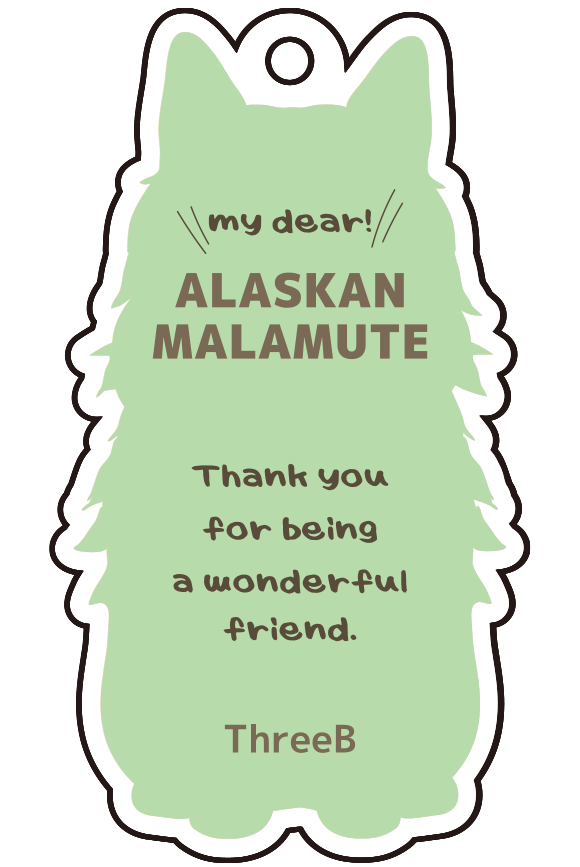 my dear!
ALASKAN
MALAMUTE
Thank you
for being
a wonderful
friend.
ThreeB